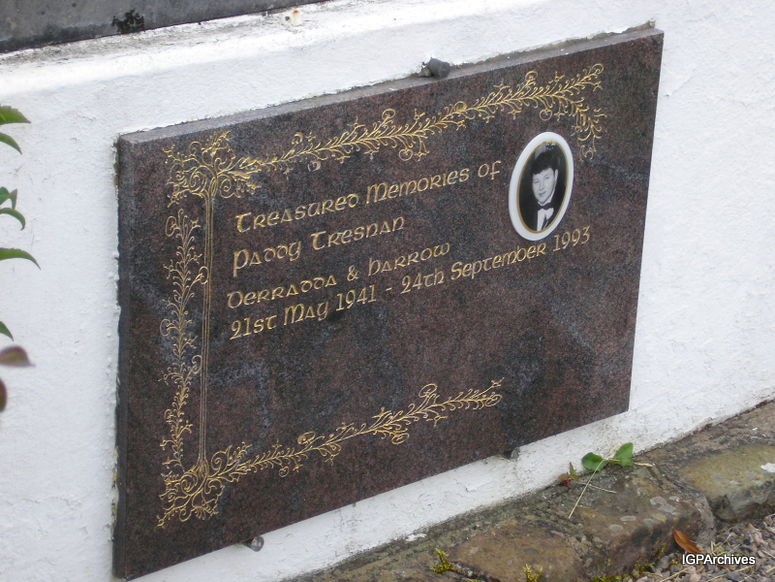 Treasured Memories of
Paddy Tresnan
Derradda & Harrow
21st May 1941 - 24th September 1993
IGPArchives